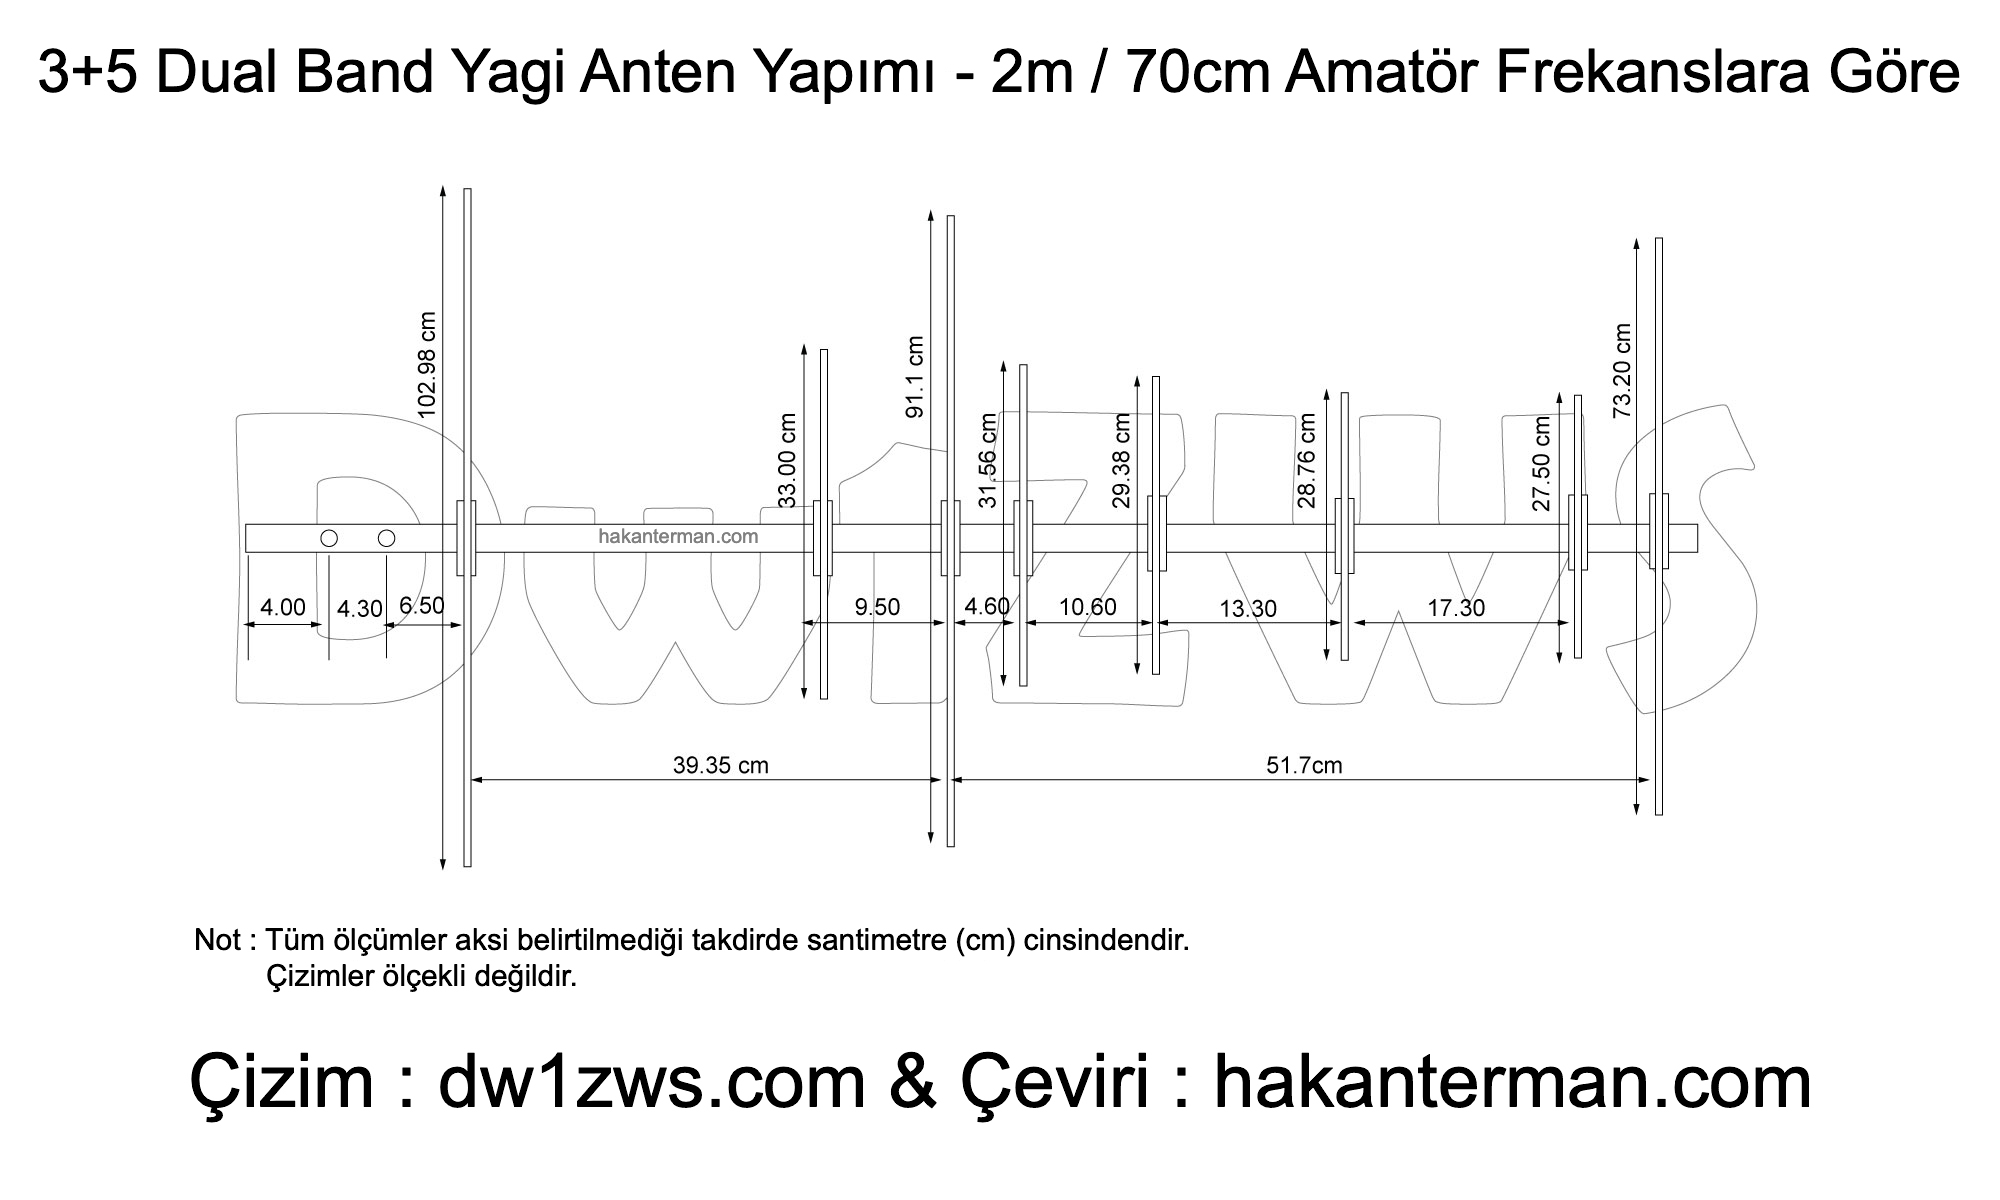 3+5 Dual Band Yagi Anten Yapımı - 2m / 70cm Amatör Frekanslara Göre
102.98 cm
33.00 cm
91.1 cm
31.56 cm
29.38 cm
28.76 cm
27.50 cm
73.20 cm
DW1ZWS
hakanterman.com
4.00
4.30
6.50
9.50
4.60
10.60
13.30
17.30
39.35 cm
51.7cm
Not : Tüm ölçümler aksi belirtilmediği takdirde santimetre (cm) cinsindendir.
Çizimler ölçekli değildir.
Çizim : dw1zws.com & Çeviri : hakanterman.com